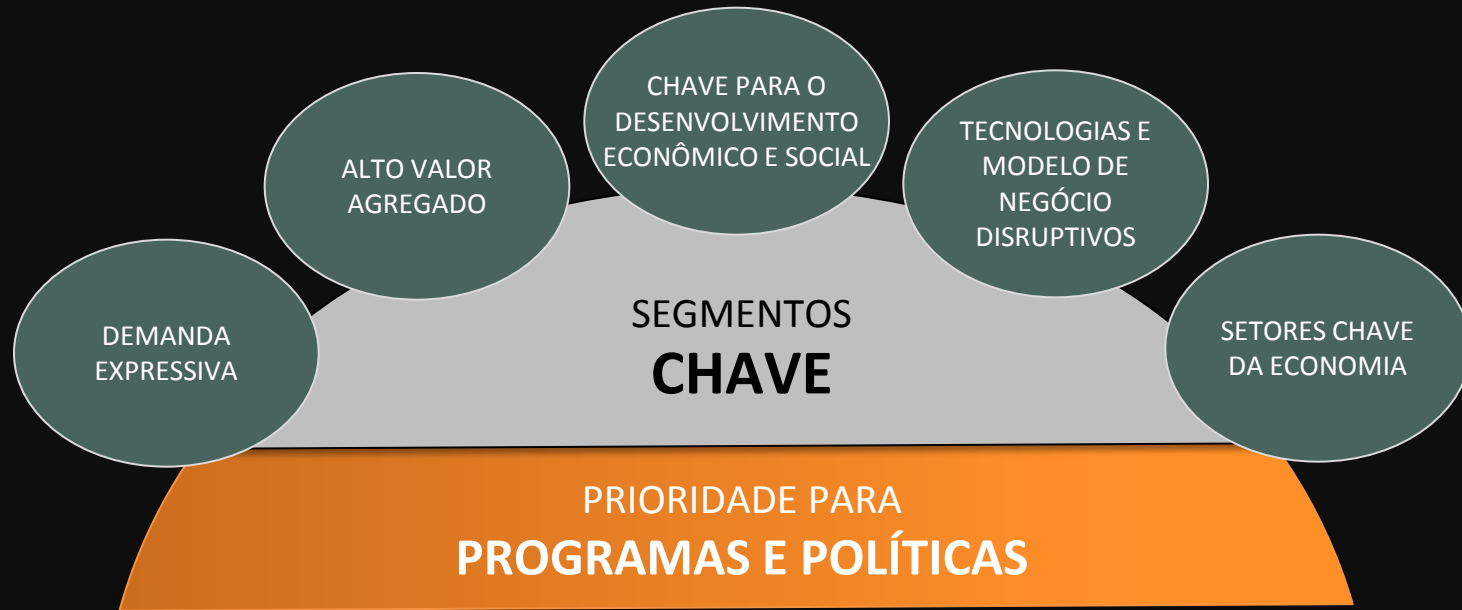 CHAVE PARA O
DESENVOLVIMENTO
ECONÔMICO E SOCIAL
ALTO VALOR
AGREGADO
TECNOLOGIAS E
MODELO DE
NEGÓCIO
DISRUPTIVOS
DEMANDA
EXPRESSIVA
SEGMENTOS
CHAVE
SETORES CHAVE
DA ECONOMIA
PRIORIDADE PARA
PROGRAMAS E POLÍTICAS